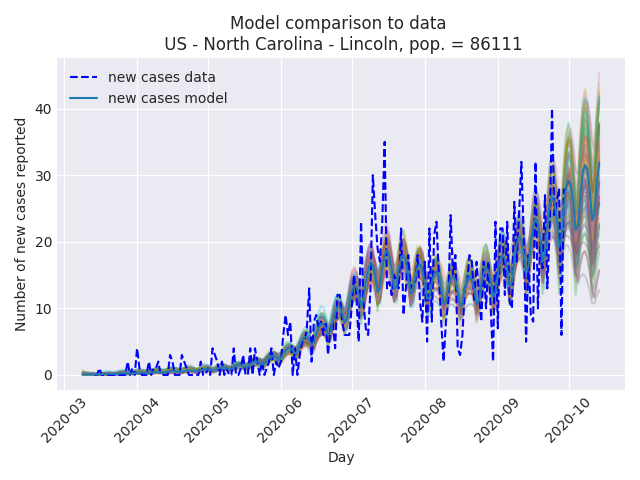 Model comparison to data
US - North Carolina - Lincoln, pop. = 86111
new cases data
new cases model
Number of new cases reported
40
30
20
10
0
2020-03
2020-04
2020-05
2020-06
2020-07
2020-08
2020-09
2020-10
Day